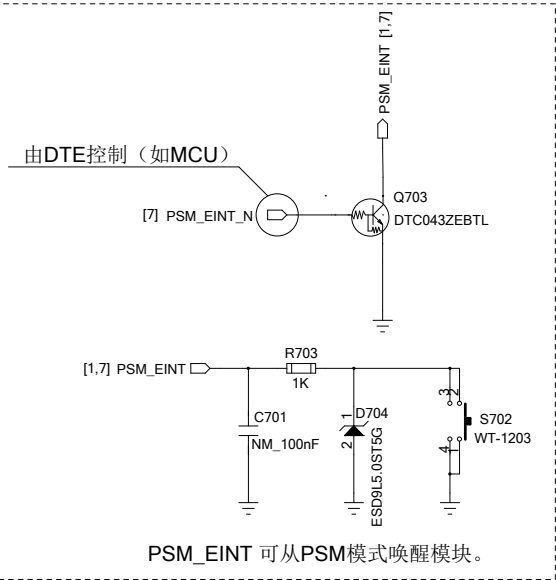 PSM_EINT [1,7]
由DTE控制（如MCU）
[7] PSM_EINT_N
Q703
DTC043ZEBTL
[1,7] PSM_EINT
R703
1K
C701
NM_100nF
1
2
D704
ESD9L5.0ST5G
3
2
4
1
S702
WT-1203
PSM_EINT 可从PSM模式唤醒模块。